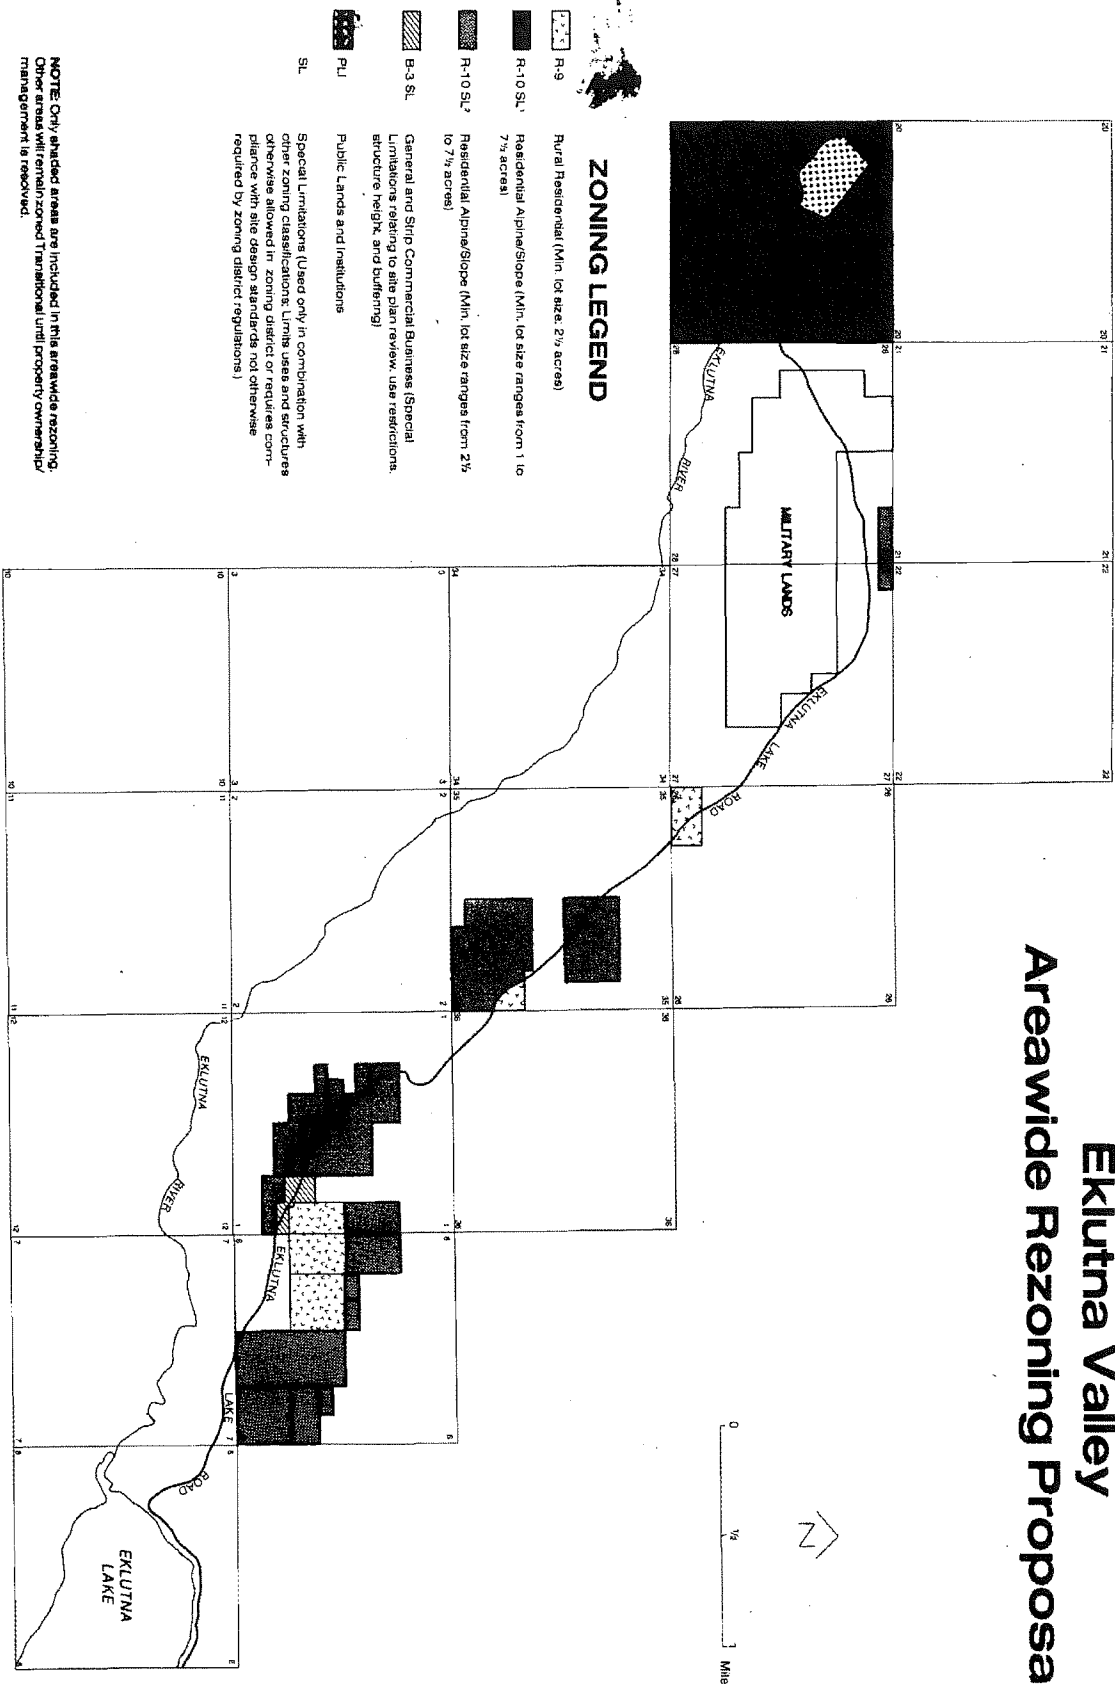 Eklutna Valley
Areawide Rezoning Proposa
ZONING LEGEND
R-9 Rural Residential (Min. lot size: 2½ acres)
R-10 SL¹ Residential Alpine/Slope (Min. lot size ranges from 1 to
7½ acres)
R-10 SL² Residential Alpine/Slope (Min. lot size ranges from 2½
to 7½ acres)
B-3 SL General and Strip Commercial Business (Special
Limitations relating to site plan review, use restrictions,
structure height, and buffering)
PLI Public Lands and Institutions
SL Special Limitations (Used only in combination with
other zoning classifications; Limits uses and structures
otherwise allowed in zoning district or requires com-
pliance with site design standards not otherwise
required by zoning district regulations.)
NOTE: Only shaded areas are included in this areawide rezoning.
Other areas will remain zoned Transitional until property ownership/
management is resolved.
MILITARY LANDS
EKLUTNA
RIVER
EKLUTNA
LAKE
ROAD
EKLUTNA
RIVER
EKLUTNA
LAKE
ROAD
EKLUTNA
LAKE
0 ½ 1 Mile
N